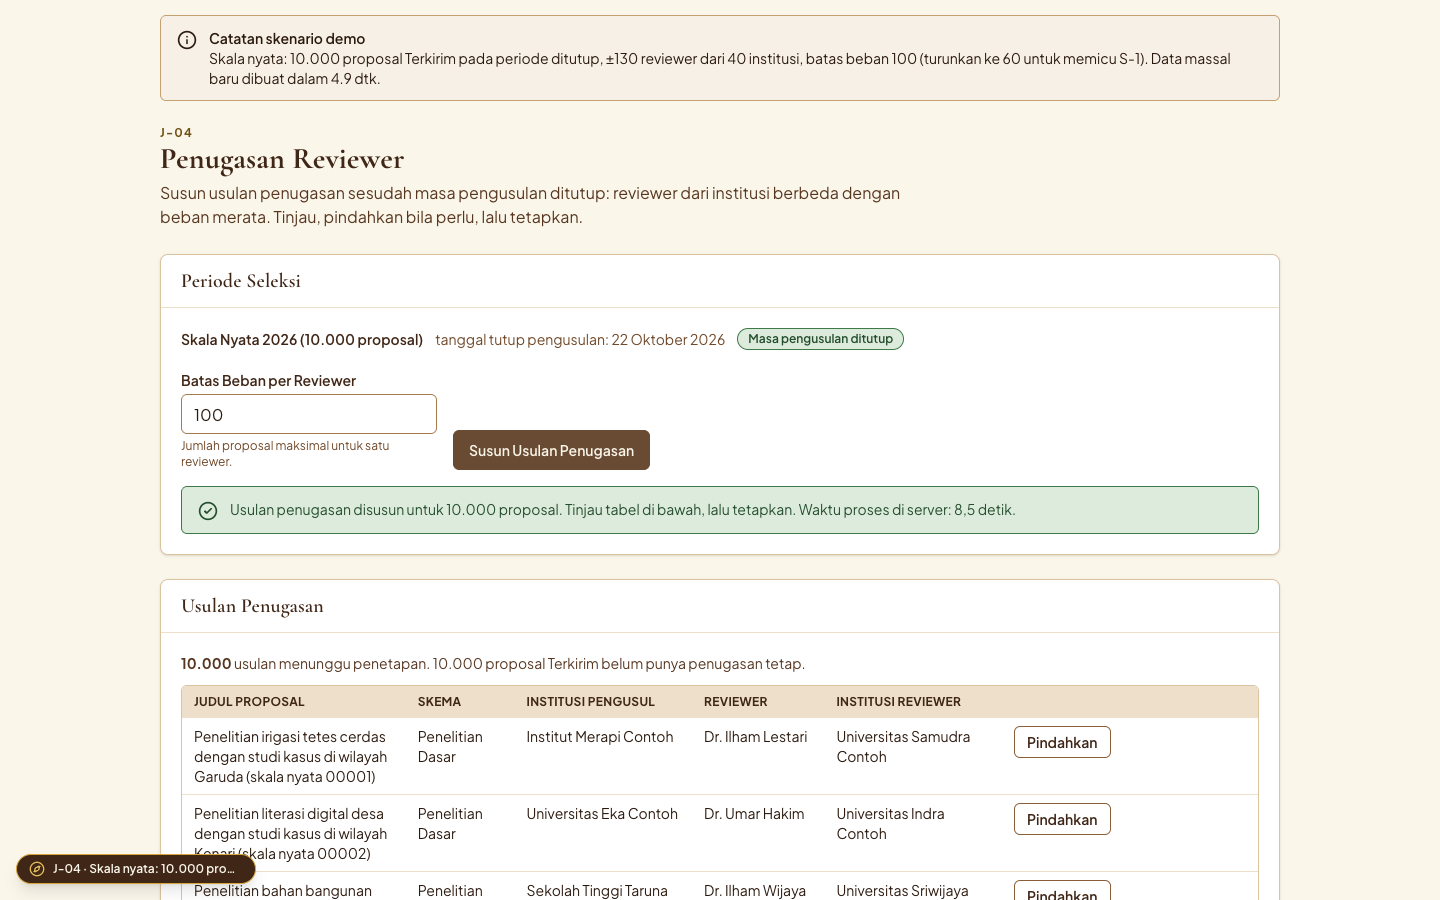 Catatan skenario demo
Skala nyata: 10.000 proposal Terkirim pada periode ditutup, ±130 reviewer dari 40 institusi, batas beban 100 (turunkan ke 60 untuk memicu S-1). Data massal
baru dibuat dalam 4.9 dtk.
J-04
Penugasan Reviewer
Susun usulan penugasan sesudah masa pengusulan ditutup: reviewer dari institusi berbeda dengan
beban merata. Tinjau, pindahkan bila perlu, lalu tetapkan.
Periode Seleksi
Skala Nyata 2026 (10.000 proposal) tanggal tutup pengusulan: 22 Oktober 2026 Masa pengusulan ditutup
Batas Beban per Reviewer
100
Jumlah proposal maksimal untuk satu
reviewer.
Susun Usulan Penugasan
Usulan penugasan disusun untuk 10.000 proposal. Tinjau tabel di bawah, lalu tetapkan. Waktu proses di server: 8,5 detik.
Usulan Penugasan
10.000 usulan menunggu penetapan. 10.000 proposal Terkirim belum punya penugasan tetap.
JUDUL PROPOSAL SKEMA INSTITUSI PENGUSUL REVIEWER INSTITUSI REVIEWER
Penelitian irigasi tetes cerdas Penelitian Institut Merapi Contoh Dr. Ilham Lestari Universitas Samudra Pindahkan
dengan studi kasus di wilayah Dasar Contoh
Garuda (skala nyata 00001)
Penelitian literasi digital desa Penelitian Universitas Eka Contoh Dr. Umar Hakim Universitas Indra Pindahkan
dengan studi kasus di wilayah Dasar Contoh
Kenari (skala nyata 00002)
J-04 · Skala nyata: 10.000 pro…
Penelitian bahan bangunan Penelitian Sekolah Tinggi Taruna Dr. Ilham Wijaya Universitas Sriwijaya Pindahkan